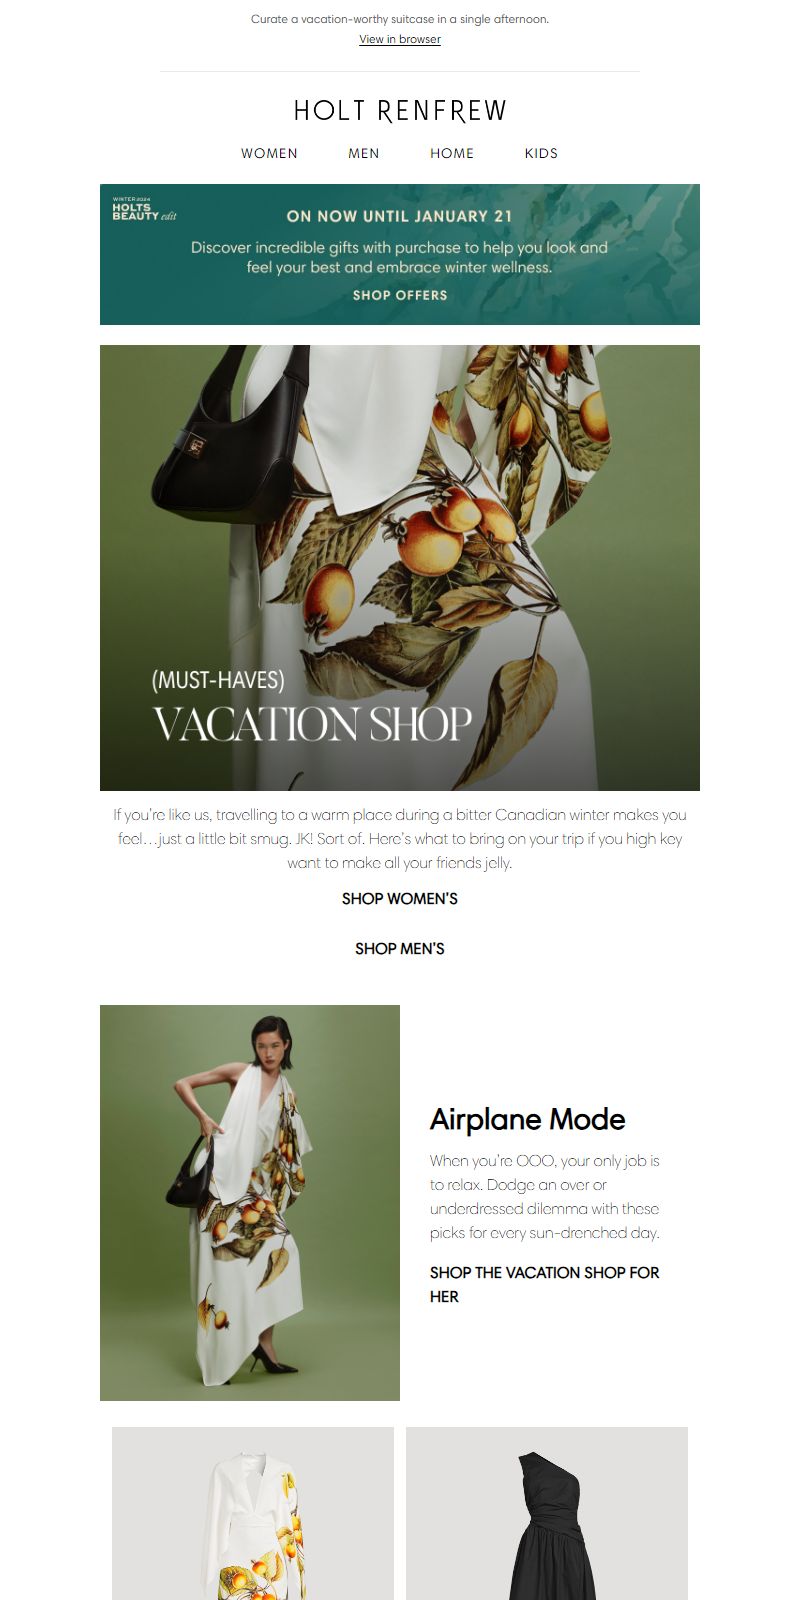 Curate a vacation-worthy suitcase in a single afternoon.
View in browser
HOLT RENFREW
WOMEN MEN HOME KIDS
WINTER 2024
HOLTS
BEAUTY edit
ON NOW UNTIL JANUARY 21
Discover incredible gifts with purchase to help you look and
feel your best and embrace winter wellness.
SHOP OFFERS
(MUST-HAVES)
VACATION SHOP
If you're like us, travelling to a warm place during a bitter Canadian winter makes you
feel…just a little bit smug. JK! Sort of. Here's what to bring on your trip if you high key
want to make all your friends jelly.
SHOP WOMEN'S
SHOP MEN'S
Airplane Mode
When you're OOO, your only job is
to relax. Dodge an over or
underdressed dilemma with these
picks for every sun-drenched day.
SHOP THE VACATION SHOP FOR
HER